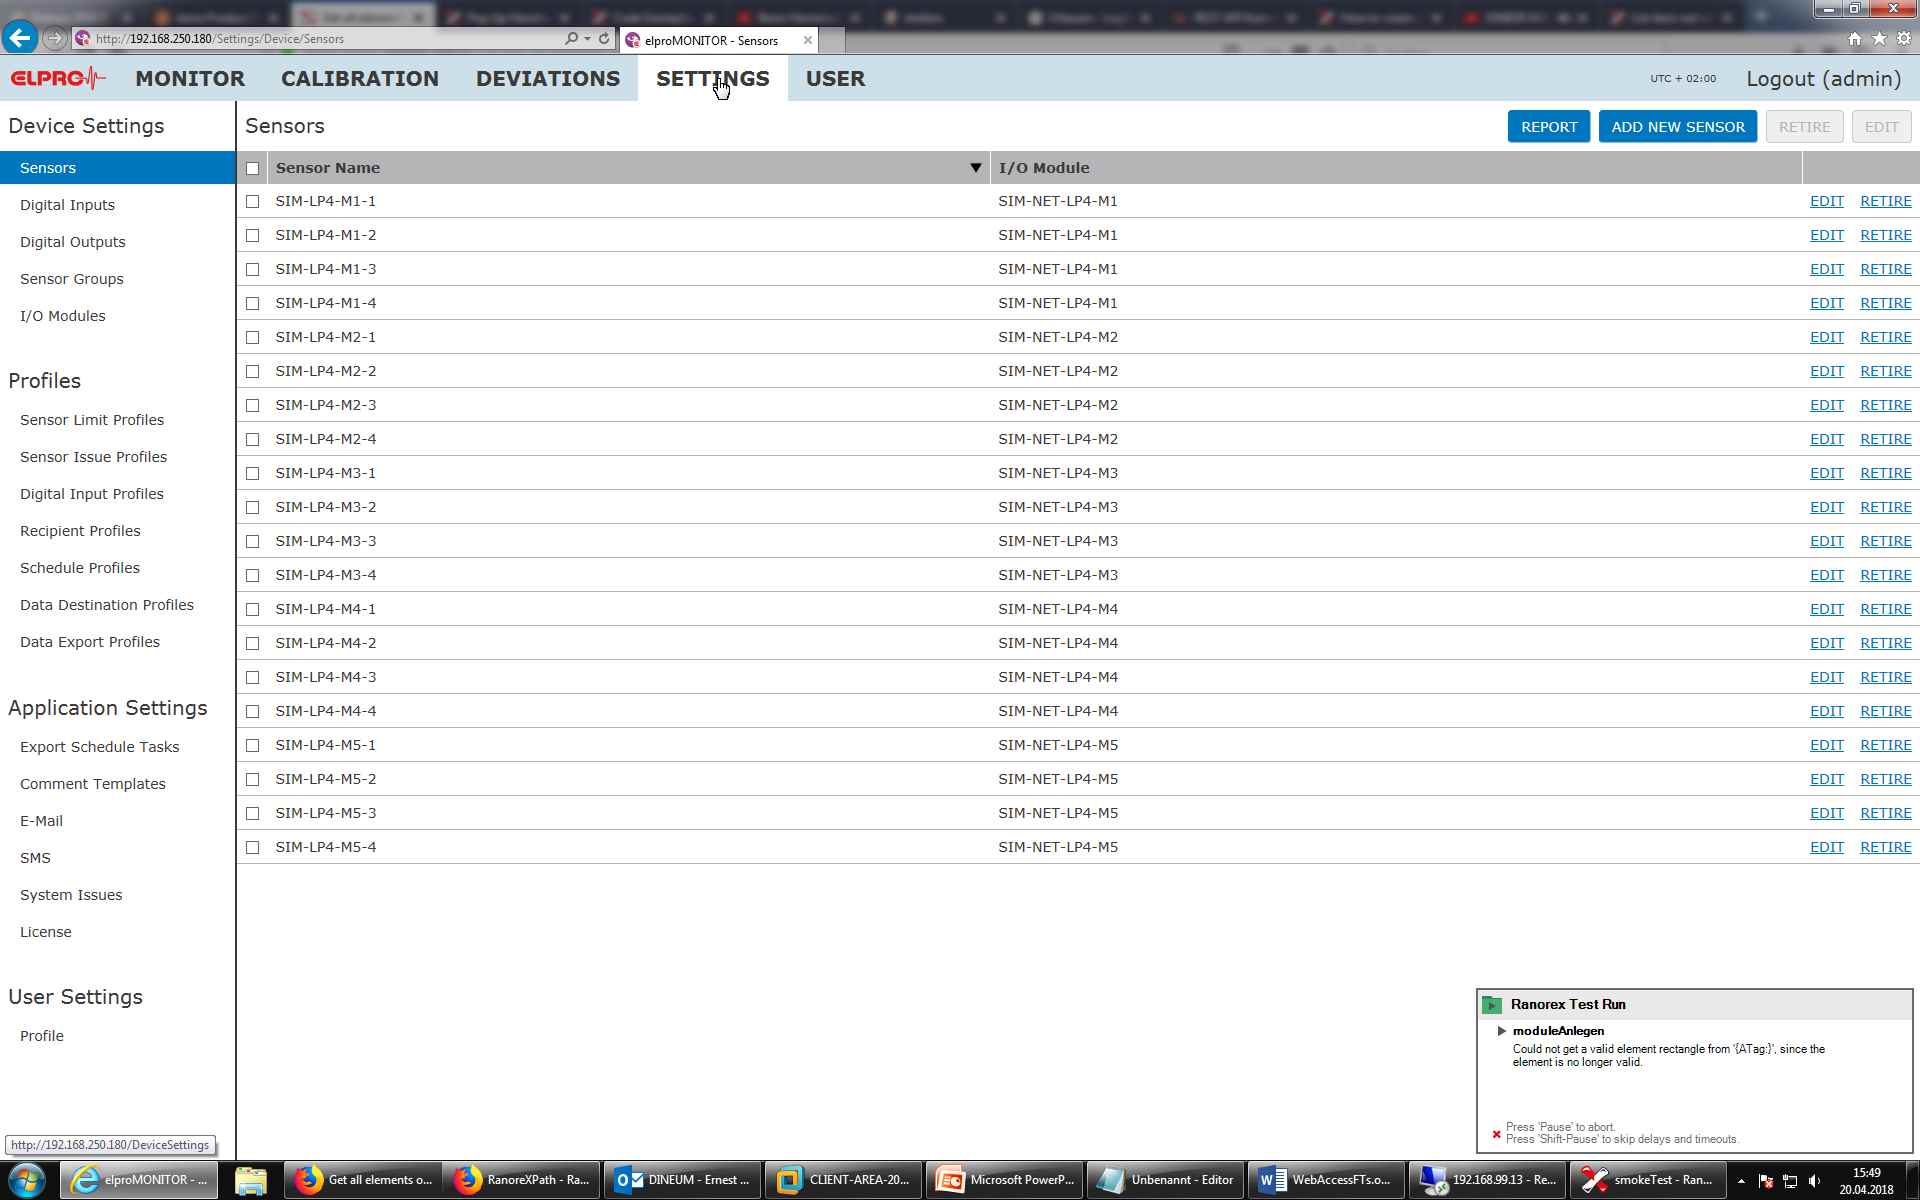 http://192.168.250.180/Settings/Device/Sensors
elproMONITOR - Sensors
ELPRO
MONITOR
CALIBRATION
DEVIATIONS
SETTINGS
USER
UTC + 02:00
Logout (admin)
Device Settings
Sensors
Digital Inputs
Digital Outputs
Sensor Groups
I/O Modules
Profiles
Sensor Limit Profiles
Sensor Issue Profiles
Digital Input Profiles
Recipient Profiles
Schedule Profiles
Data Destination Profiles
Data Export Profiles
Application Settings
Export Schedule Tasks
Comment Templates
E-Mail
SMS
System Issues
License
User Settings
Profile
http://192.168.250.180/DeviceSettings
Sensors
REPORT
ADD NEW SENSOR
RETIRE
EDIT
Sensor Name I/O Module
SIM-LP4-M1-1 SIM-NET-LP4-M1 EDIT RETIRE
SIM-LP4-M1-2 SIM-NET-LP4-M1 EDIT RETIRE
SIM-LP4-M1-3 SIM-NET-LP4-M1 EDIT RETIRE
SIM-LP4-M1-4 SIM-NET-LP4-M1 EDIT RETIRE
SIM-LP4-M2-1 SIM-NET-LP4-M2 EDIT RETIRE
SIM-LP4-M2-2 SIM-NET-LP4-M2 EDIT RETIRE
SIM-LP4-M2-3 SIM-NET-LP4-M2 EDIT RETIRE
SIM-LP4-M2-4 SIM-NET-LP4-M2 EDIT RETIRE
SIM-LP4-M3-1 SIM-NET-LP4-M3 EDIT RETIRE
SIM-LP4-M3-2 SIM-NET-LP4-M3 EDIT RETIRE
SIM-LP4-M3-3 SIM-NET-LP4-M3 EDIT RETIRE
SIM-LP4-M3-4 SIM-NET-LP4-M3 EDIT RETIRE
SIM-LP4-M4-1 SIM-NET-LP4-M4 EDIT RETIRE
SIM-LP4-M4-2 SIM-NET-LP4-M4 EDIT RETIRE
SIM-LP4-M4-3 SIM-NET-LP4-M4 EDIT RETIRE
SIM-LP4-M4-4 SIM-NET-LP4-M4 EDIT RETIRE
SIM-LP4-M5-1 SIM-NET-LP4-M5 EDIT RETIRE
SIM-LP4-M5-2 SIM-NET-LP4-M5 EDIT RETIRE
SIM-LP4-M5-3 SIM-NET-LP4-M5 EDIT RETIRE
SIM-LP4-M5-4 SIM-NET-LP4-M5 EDIT RETIRE
Ranorex Test Run
moduleAnlegen
Could not get a valid element rectangle from '{ATag:}', since the
element is no longer valid.
Press 'Pause' to abort.
Press 'Shift-Pause' to skip delays and timeouts.
elproMONITOR - ...
Get all elements o...
RanoreXPath - Ra...
DINEUM - Ernest ...
CLIENT-AREA-20...
Microsoft PowerP...
Unbenannt - Editor
WebAccessFTs.o...
192.168.99.13 - Re...
smokeTest - Ran...
15:49
20.04.2018